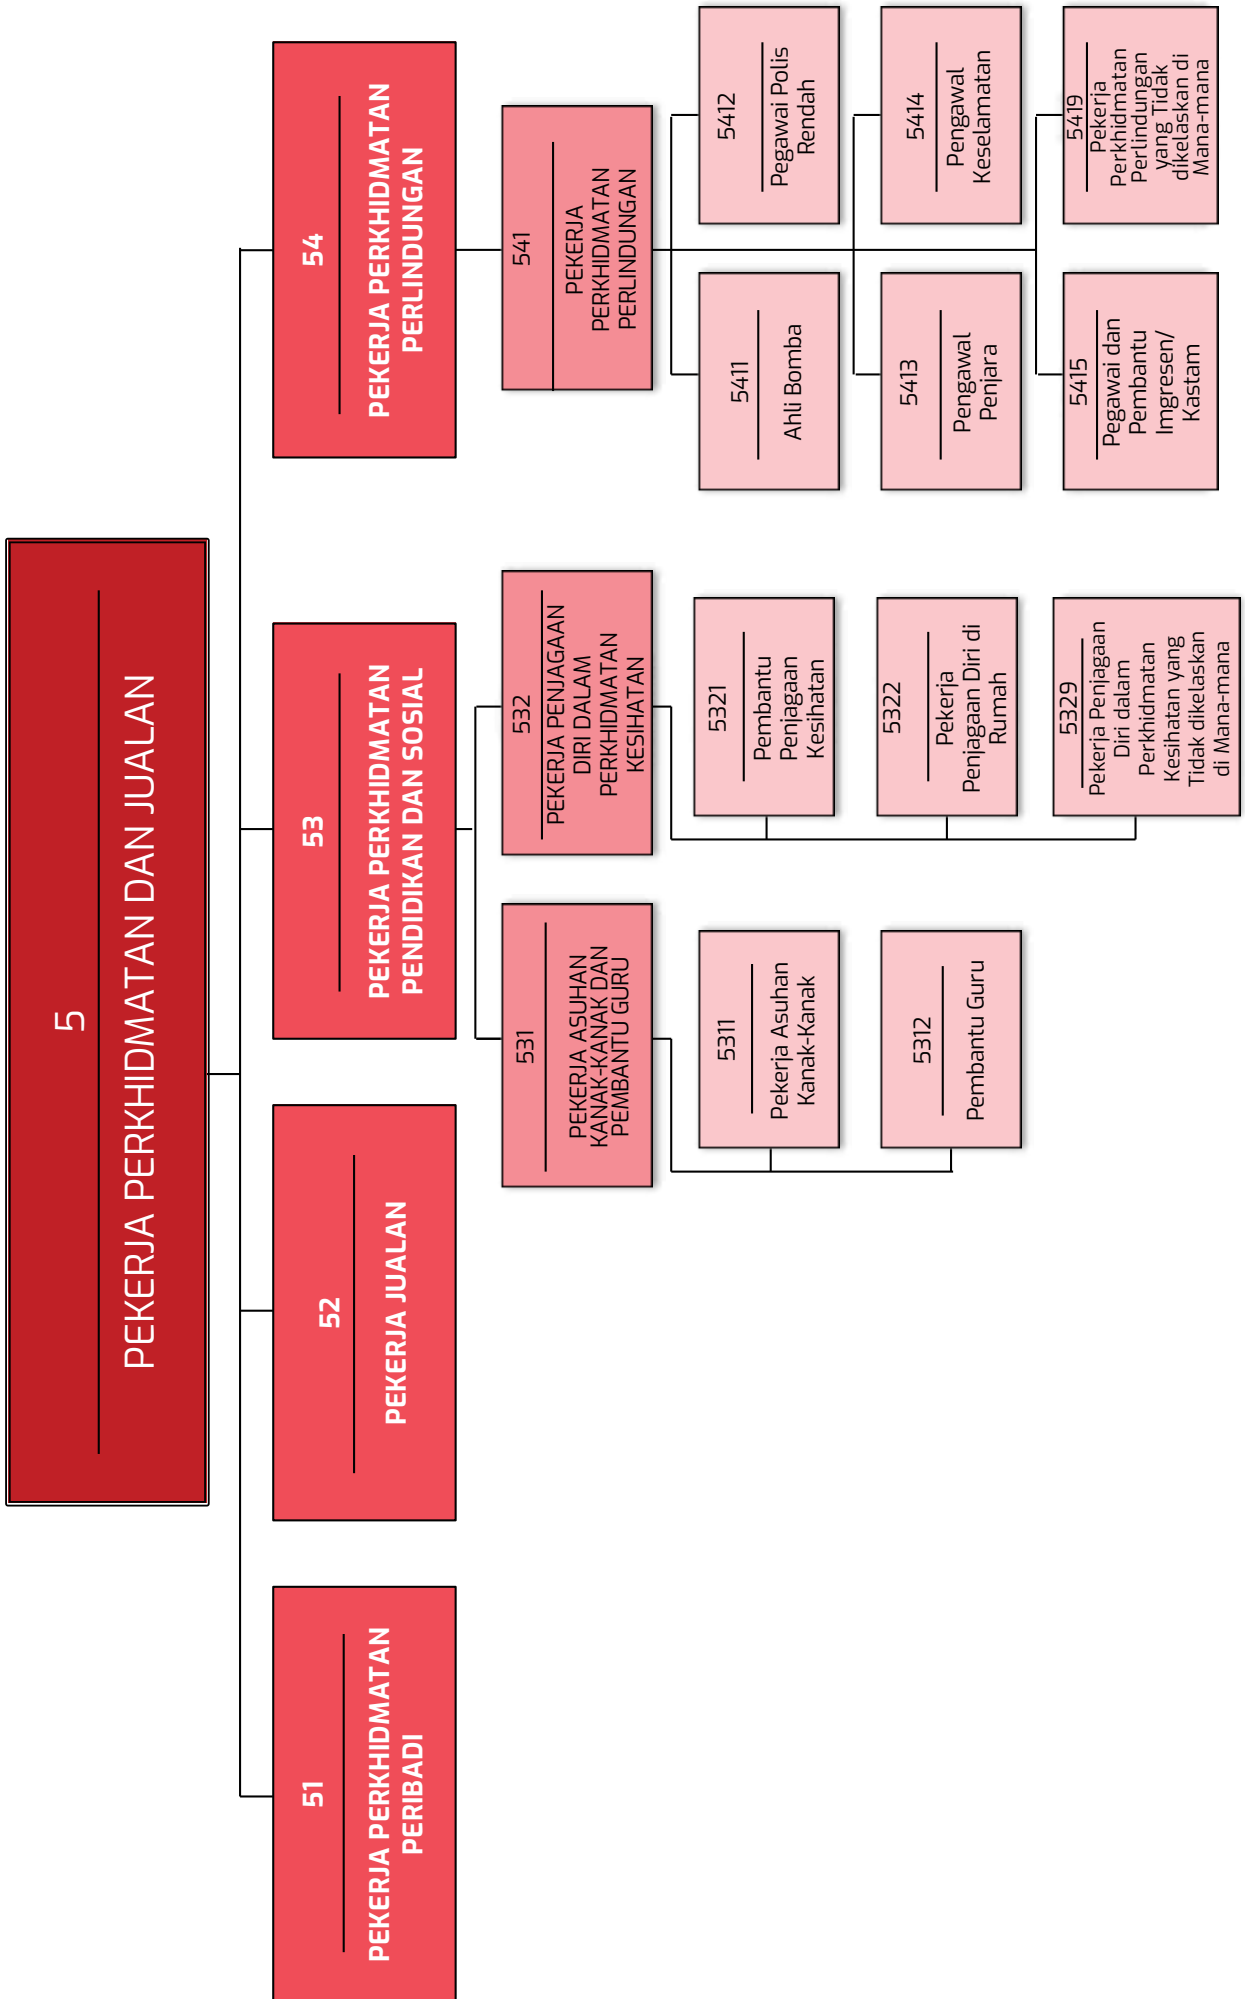 5
PEKERJA PERKHIDMATAN DAN JUALAN
51
PEKERJA PERKHIDMATAN
PERIBADI
52
PEKERJA JUALAN
53
PEKERJA PERKHIDMATAN
PENDIDIKAN DAN SOSIAL
54
PEKERJA PERKHIDMATAN
PERLINDUNGAN
531
PEKERJA ASUHAN
KANAK-KANAK DAN
PEMBANTU GURU
532
PEKERJA PENJAGAAN
DIRI DALAM
PERKHIDMATAN
KESIHATAN
541
PEKERJA
PERKHIDMATAN
PERLINDUNGAN
5311
Pekerja Asuhan
Kanak-Kanak
5312
Pembantu Guru
5321
Pembantu
Penjagaan
Kesihatan
5322
Pekerja
Penjagaan Diri di
Rumah
5329
Pekerja Penjagaan
Diri dalam
Perkhidmatan
Kesihatan yang
Tidak dikelaskan
di Mana-mana
5411
Ahli Bomba
5412
Pegawai Polis
Rendah
5413
Pengawal
Penjara
5414
Pengawal
Keselamatan
5415
Pegawai dan
Pembantu
Imgresen/
Kastam
5419
Pekerja
Perkhidmatan
Perlindungan
yang Tidak
dikelaskan di
Mana-mana